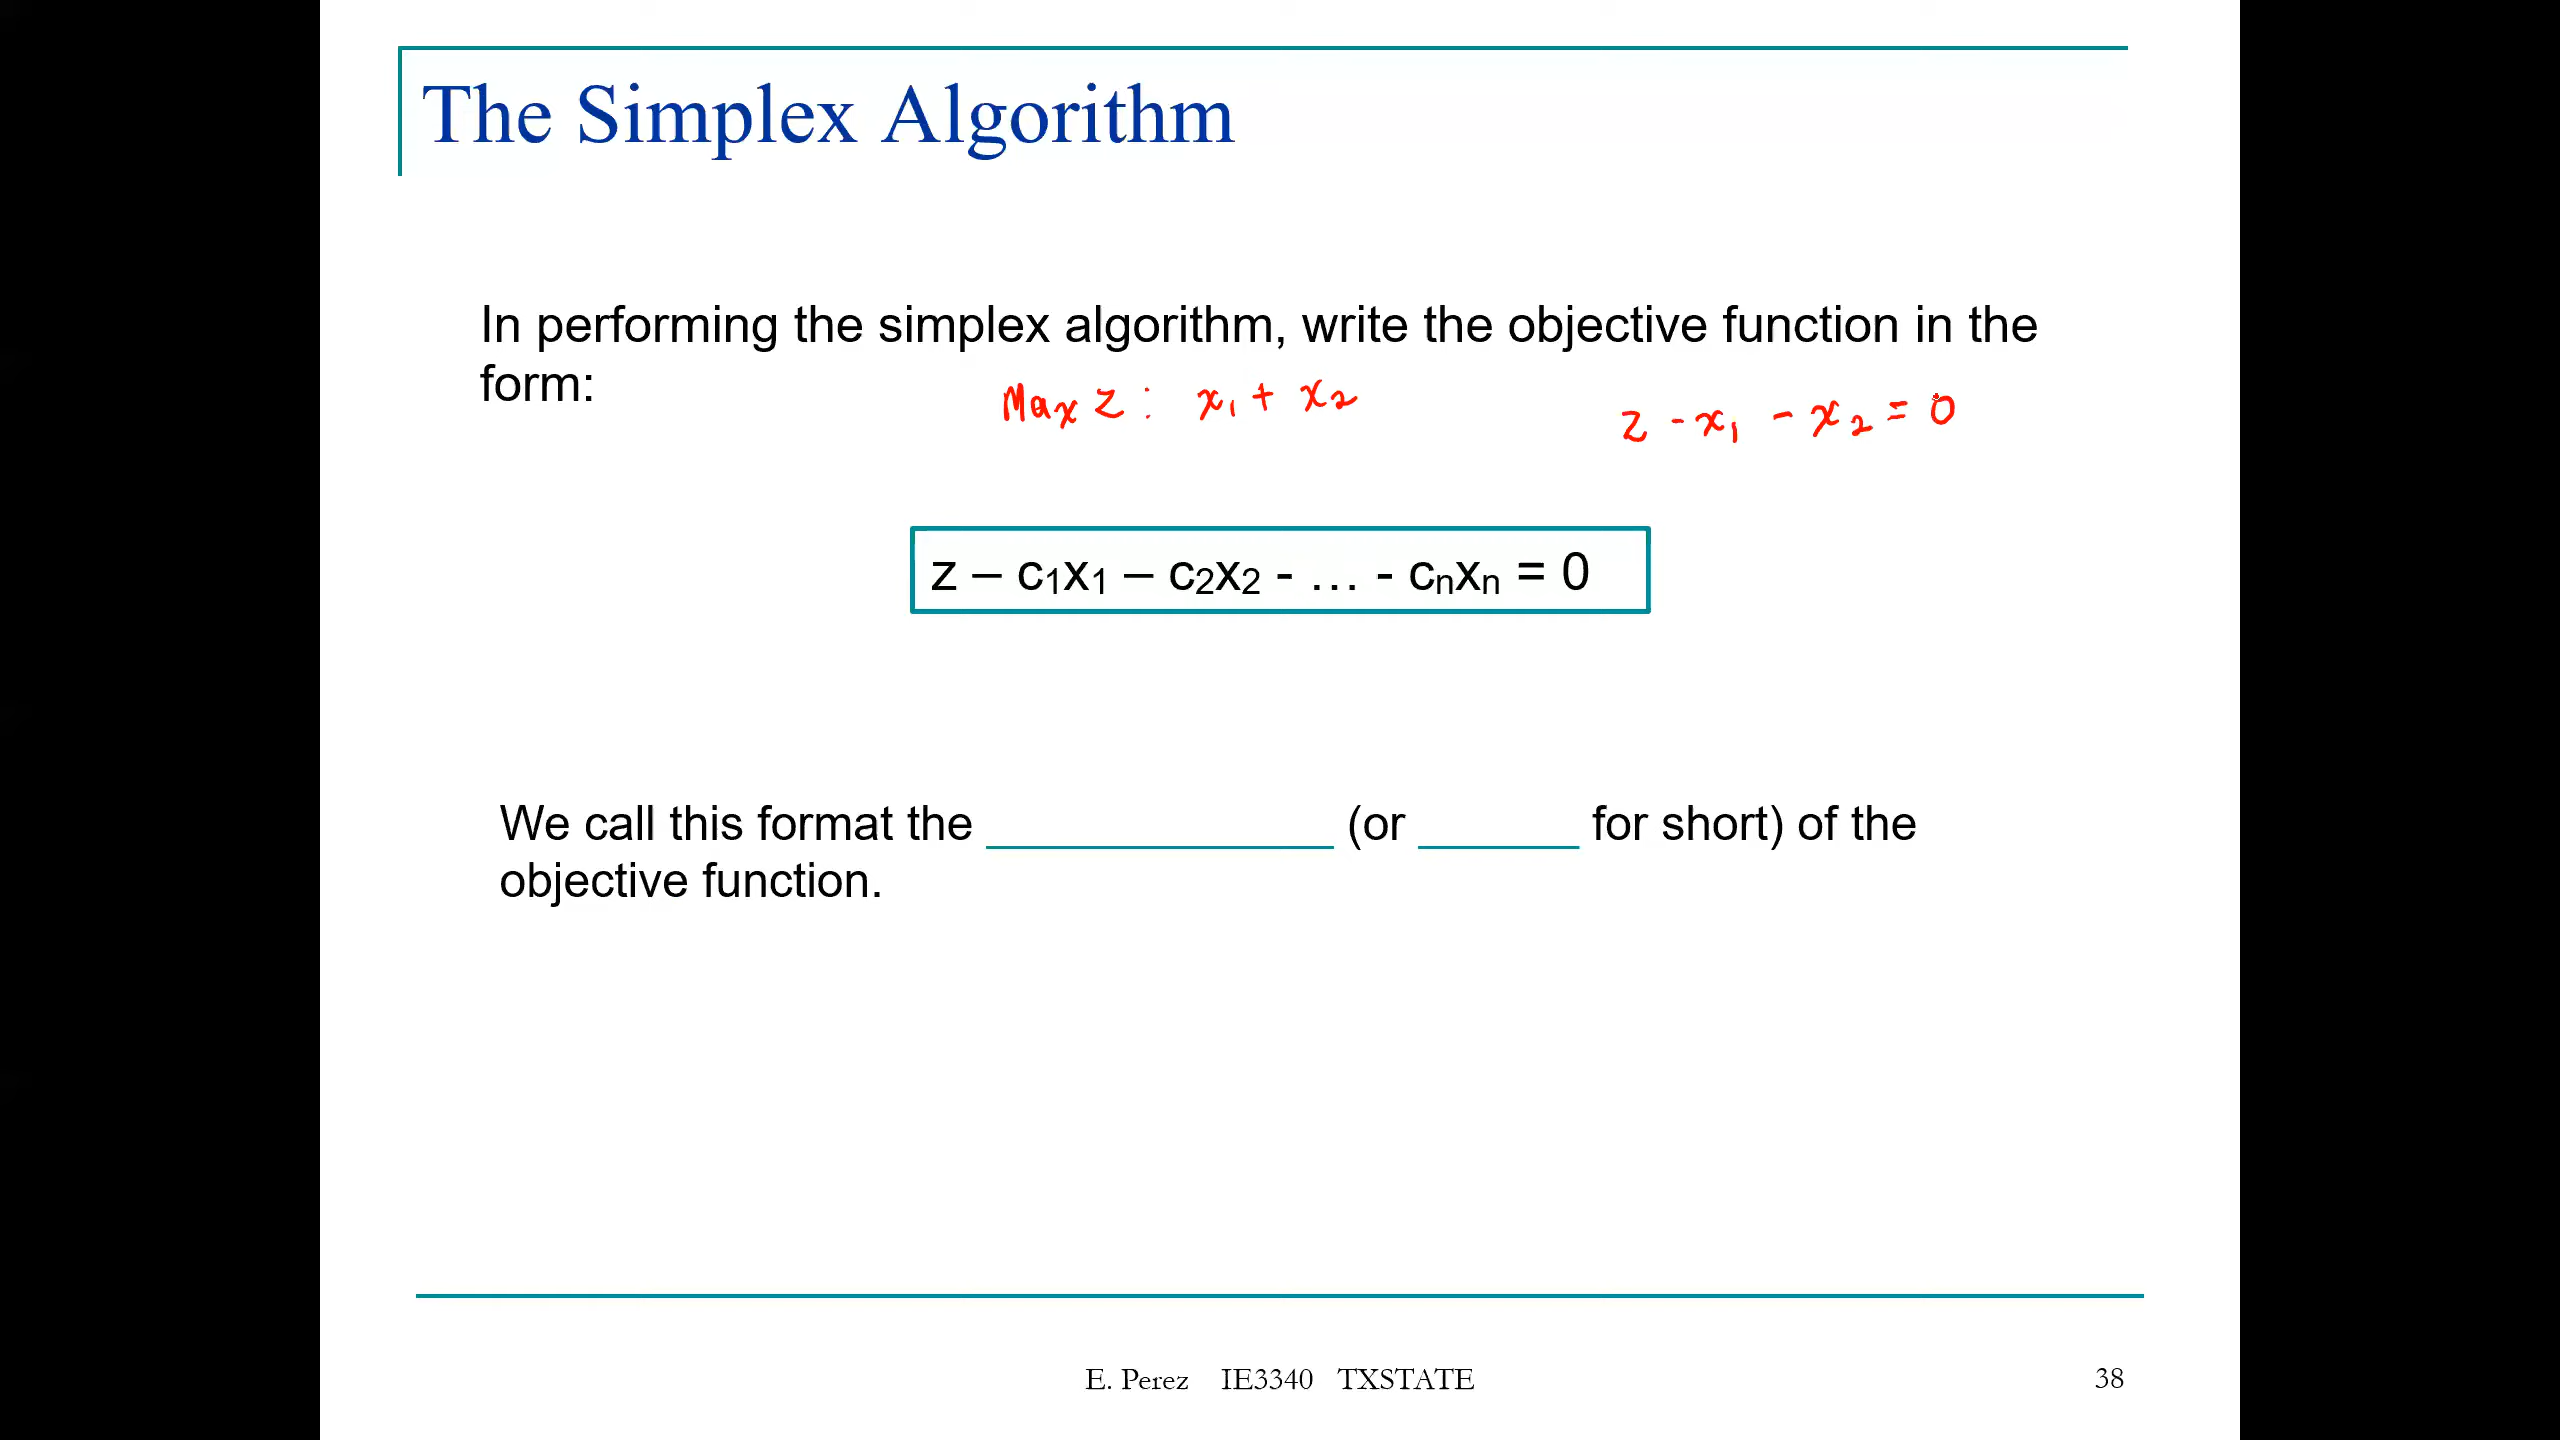 The Simplex Algorithm
In performing the simplex algorithm, write the objective function in the
form:
Max z : x₁ + x₂
z - x₁ - x₂ = 0
z – c₁x₁ – c₂x₂ - … - cₙxₙ = 0
We call this format the ______________ (or ______ for short) of the
objective function.
E. Perez IE3340 TXSTATE
38